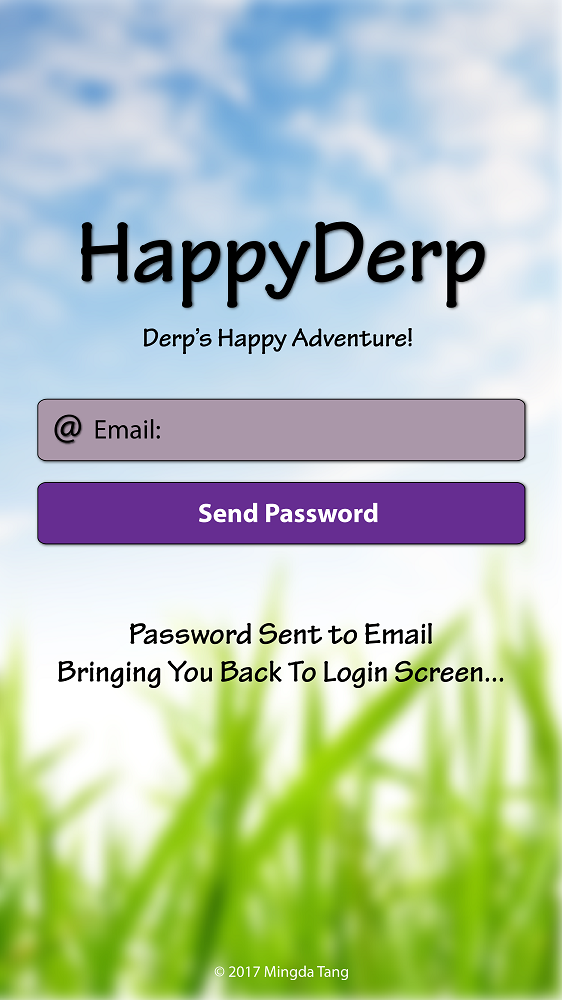 HappyDerp
Derp's Happy Adventure!
@ Email:
Send Password
Password Sent to Email
Bringing You Back To Login Screen...
© 2017 Mingda Tang